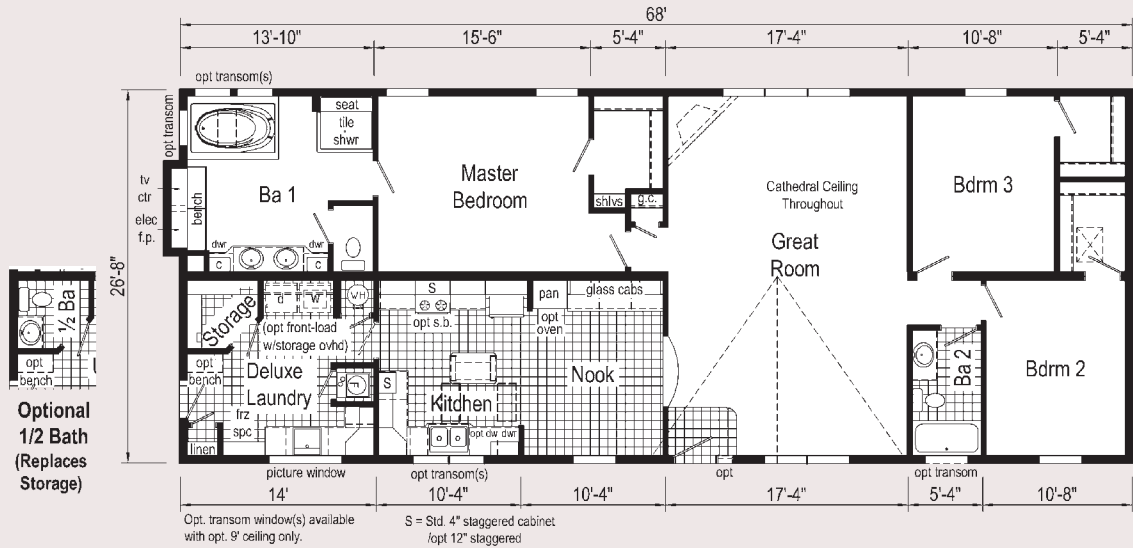 68'
13'-10"
15'-6"
5'-4"
17'-4"
10'-8"
5'-4"
opt transom(s)
opt transom
26'-8"
seat
tile
shwr
tv
ctr
elec
f.p.
bench
Ba 1
dwr
dwr
C
C
Master
Bedroom
shlvs
g.c.
Cathedral Ceiling
Throughout
Great
Room
Bdrm 3
Storage
d
w
WH
(opt front-load
w/storage ovhd)
opt
bench
Deluxe
Laundry
F
frz
spc
linen
picture window
S
opt s.b.
pan
opt
oven
glass cabs
S
Kitchen
Nook
opt dw dwr
opt transom(s)
opt
Ba 2
Bdrm 2
opt transom
½ Ba
opt
bench
Optional
1/2 Bath
(Replaces
Storage)
14'
10'-4"
10'-4"
17'-4"
5'-4"
10'-8"
Opt. transom window(s) available
with opt. 9' ceiling only.
S = Std. 4" staggered cabinet
/opt 12" staggered